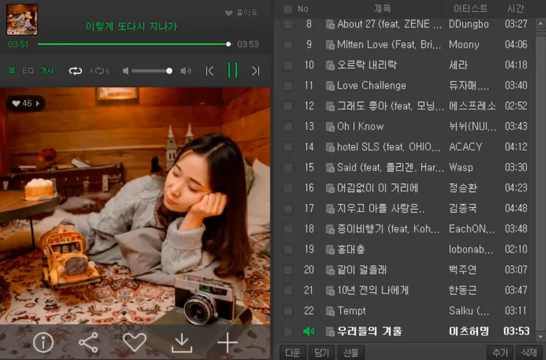 좋아요
이렇게 또다시 지나가
03:51
03:53
EQ 가사
46
No 제목 아티스트 시간
8 About 27 (feat, ZENE ... DDungbo 03:27
9 Mitten Love (Feat, Bri... Moony 04:06
10 오르락 내리락 세라 04:18
11 Love Challenge 듀자매,... 03:40
12 그래도 좋아 (feat, 모닝... 에스프레소 02:52
13 Oh I Know 뉘뉘(NUI... 03:43
14 hotel SLS (feat, OHIO... ACACY 04:12
15 Said (feat, 폴리겐, Har... Wasp 03:30
16 어김없이 이 거리에 정승환 04:23
17 지우고 아플 사랑은.. 김종국 04:48
18 종이비행기 (feat, Koh... EachON... 03:48
19 홍대충 lobonab... 02:10
20 같이 걸을래 백주연 03:07
21 10년 전의 나에게 한동근 03:47
22 Tempt Salku (... 03:11
우리들의 겨울 이츠허밍 03:53
다운 담기 선물 추가 삭제